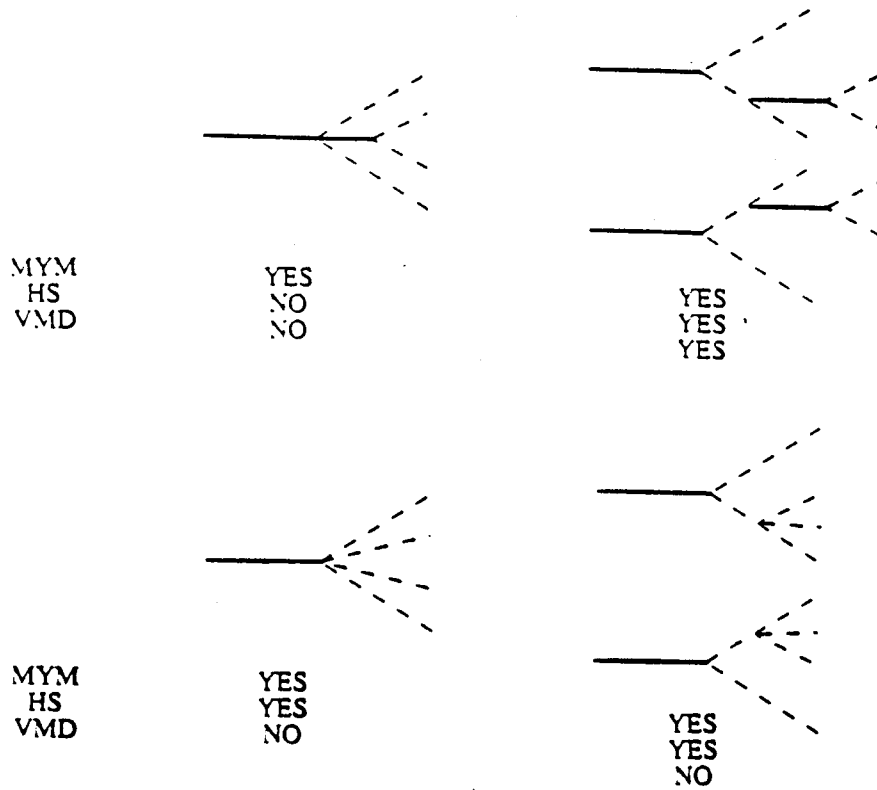 MYM
HS
VMD
YES
NO
NO
YES
YES
YES
MYM
HS
VMD
YES
YES
NO
YES
YES
NO